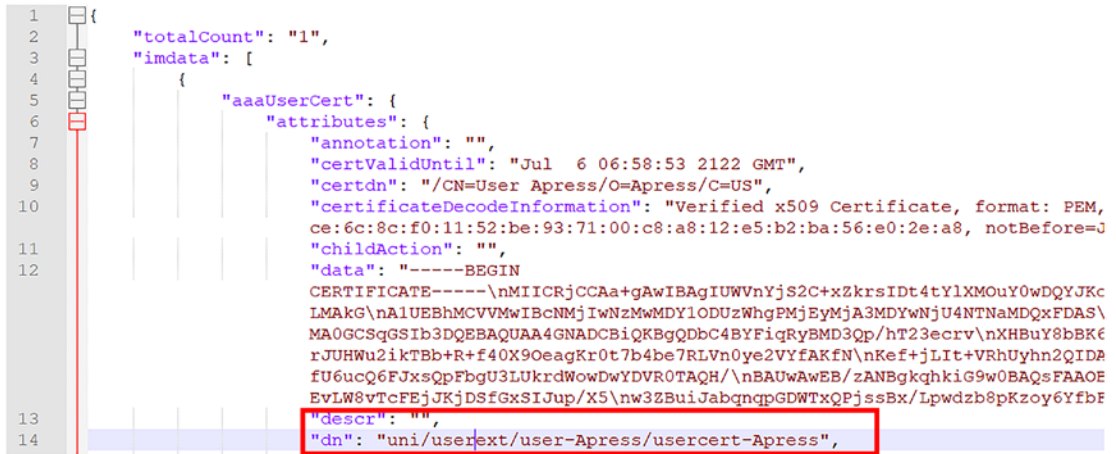 1 {
2 "totalCount": "1",
3 "imdata": [
4 {
5 "aaaUserCert": {
6 "attributes": {
7 "annotation": "",
8 "certValidUntil": "Jul  6 06:58:53 2122 GMT",
9 "certdn": "/CN=User Apress/O=Apress/C=US",
10 "certificateDecodeInformation": "Verified x509 Certificate, format: PEM,
ce:6c:8c:f0:11:52:be:93:71:00:c8:a8:12:e5:b2:ba:56:e0:2e:a8, notBefore=J
11 "childAction": "",
12 "data": "-----BEGIN
CERTIFICATE-----\nMIICRjCCAa+gAwIBAgIUWVnYjS2C+xZkrsIDt4tYlXMOuY0wDQYJKo
LMAkG\nA1UEBhMCVVMwIBcNMjIwNzMwMDY1ODUzWhgPMjEyMjA3MDYwNjU4NTNaMDQxFDAS\
MA0GCSqGSIb3DQEBAQUAA4GNADCBiQKBgQDbC4BYFiqRyBMD3Qp/hT23ecrv\nXHBuY8bBK6
rJUHWu2ikTBb+R+f40X9OeagKr0t7b4be7RLVn0ye2VYfAKfN\nKef+jLIt+VRhUyhn2QIDA
fU6ucQ6FJxsQpFbgU3LUkrdWowDwYDVR0TAQH/\nBAUwAwEB/zANBgkqhkiG9w0BAQsFAAOB
EvLW8vTcFEjJKjDSfGxSIJup/X5\nw3ZBuiJabqnqpGDWTxQPjssBx/Lpwdzb8pKzoy6YfbF
13 "descr": "",
14 "dn": "uni/userext/user-Apress/usercert-Apress",